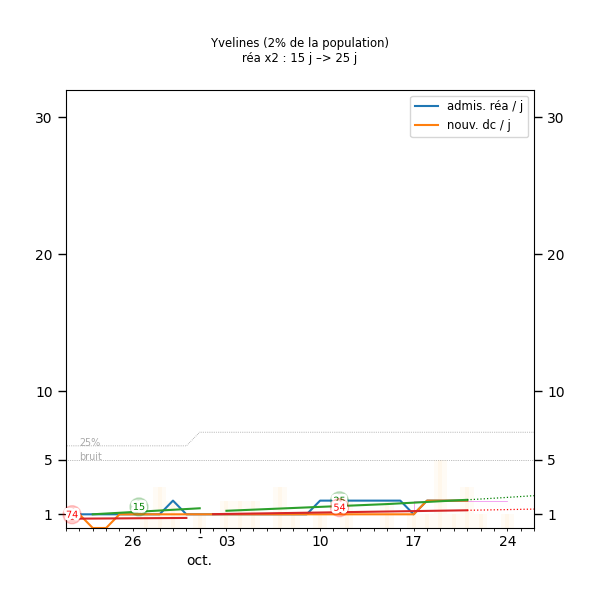 Yvelines (2% de la population)
réa x2 : 15 j –> 25 j
admis. réa / j
nouv. dc / j
30 30
20 20
10 10
25%
bruit
5 5
15
74
54
1 1
26 - 03 10 17 24
oct.